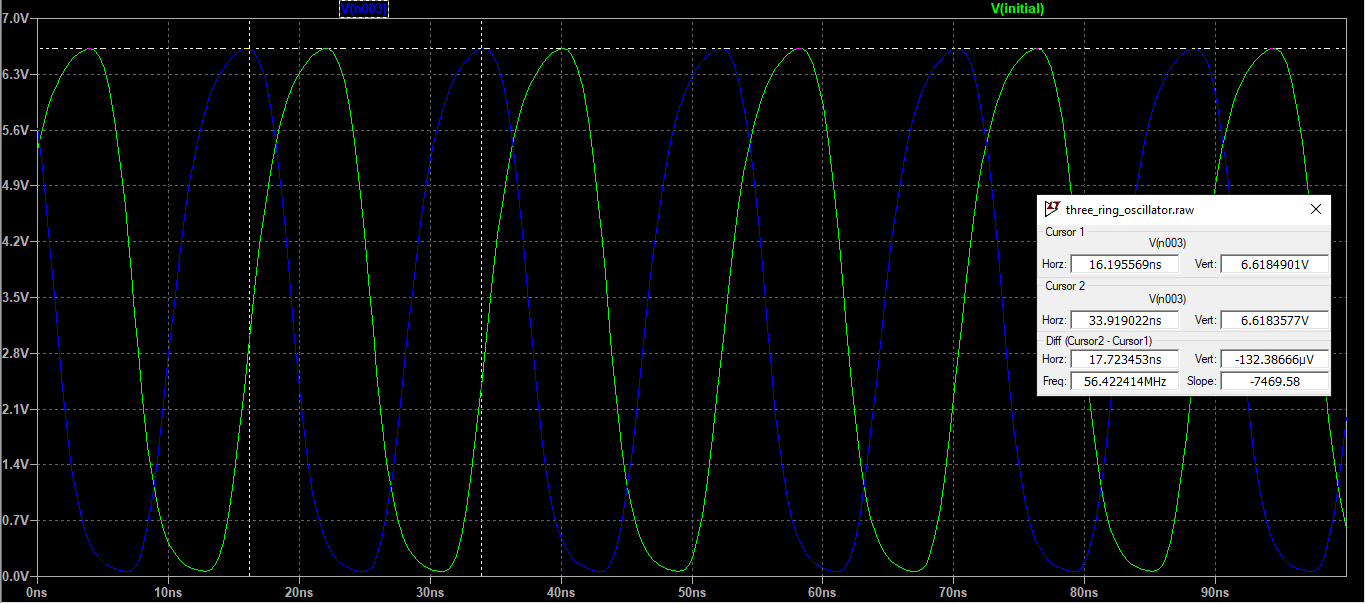 V(n003) V(initial)
7.0V
6.3V
5.6V
4.9V
4.2V
3.5V
2.8V
2.1V
1.4V
0.7V
0.0V
0ns 10ns 20ns 30ns 40ns 50ns 60ns 70ns 80ns 90ns
three_ring_oscillator.raw
Cursor 1
V(n003)
Horz: 16.195569ns Vert: 6.6184901V
Cursor 2
V(n003)
Horz: 33.919022ns Vert: 6.6183577V
Diff (Cursor2 - Cursor1)
Horz: 17.723453ns Vert: -132.38666µV
Freq: 56.422414MHz Slope: -7469.58